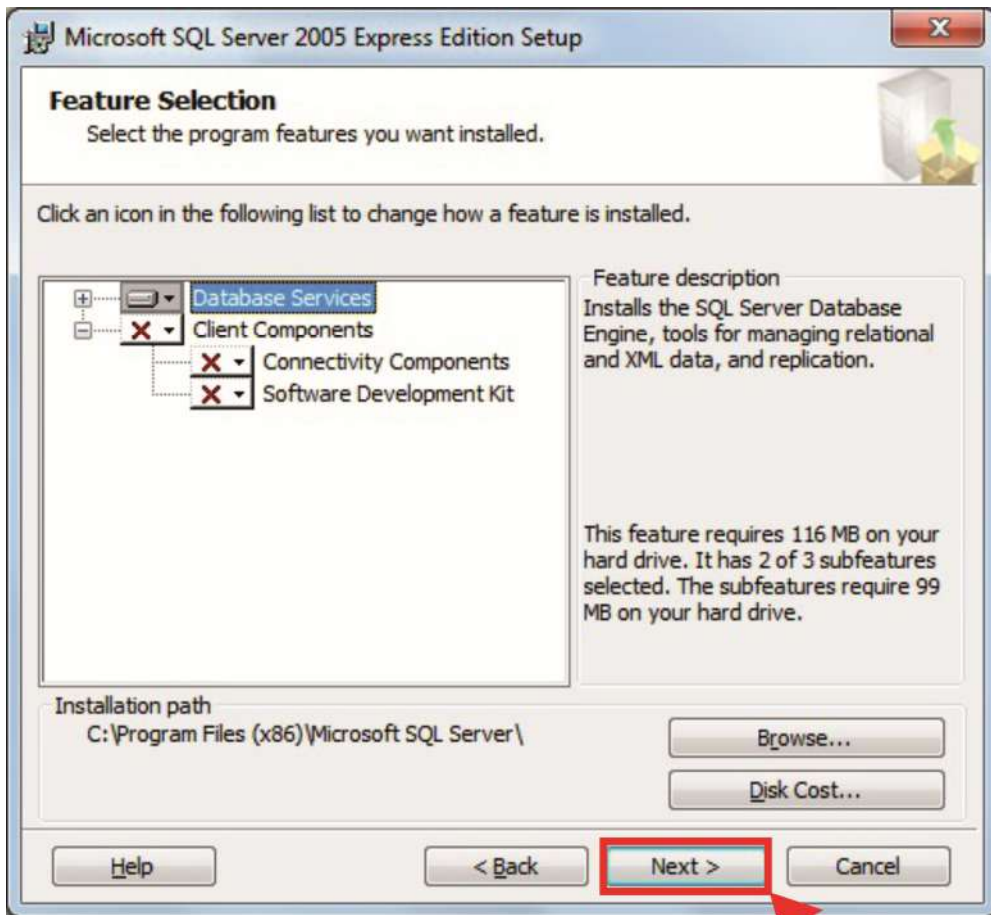 Microsoft SQL Server 2005 Express Edition Setup
Feature Selection
Select the program features you want installed.
Click an icon in the following list to change how a feature is installed.
Database Services
Client Components
Connectivity Components
Software Development Kit
Feature description
Installs the SQL Server Database
Engine, tools for managing relational
and XML data, and replication.
This feature requires 116 MB on your
hard drive. It has 2 of 3 subfeatures
selected. The subfeatures require 99
MB on your hard drive.
Installation path
C:\Program Files (x86)\Microsoft SQL Server\
Browse...
Disk Cost...
Help
< Back
Next >
Cancel